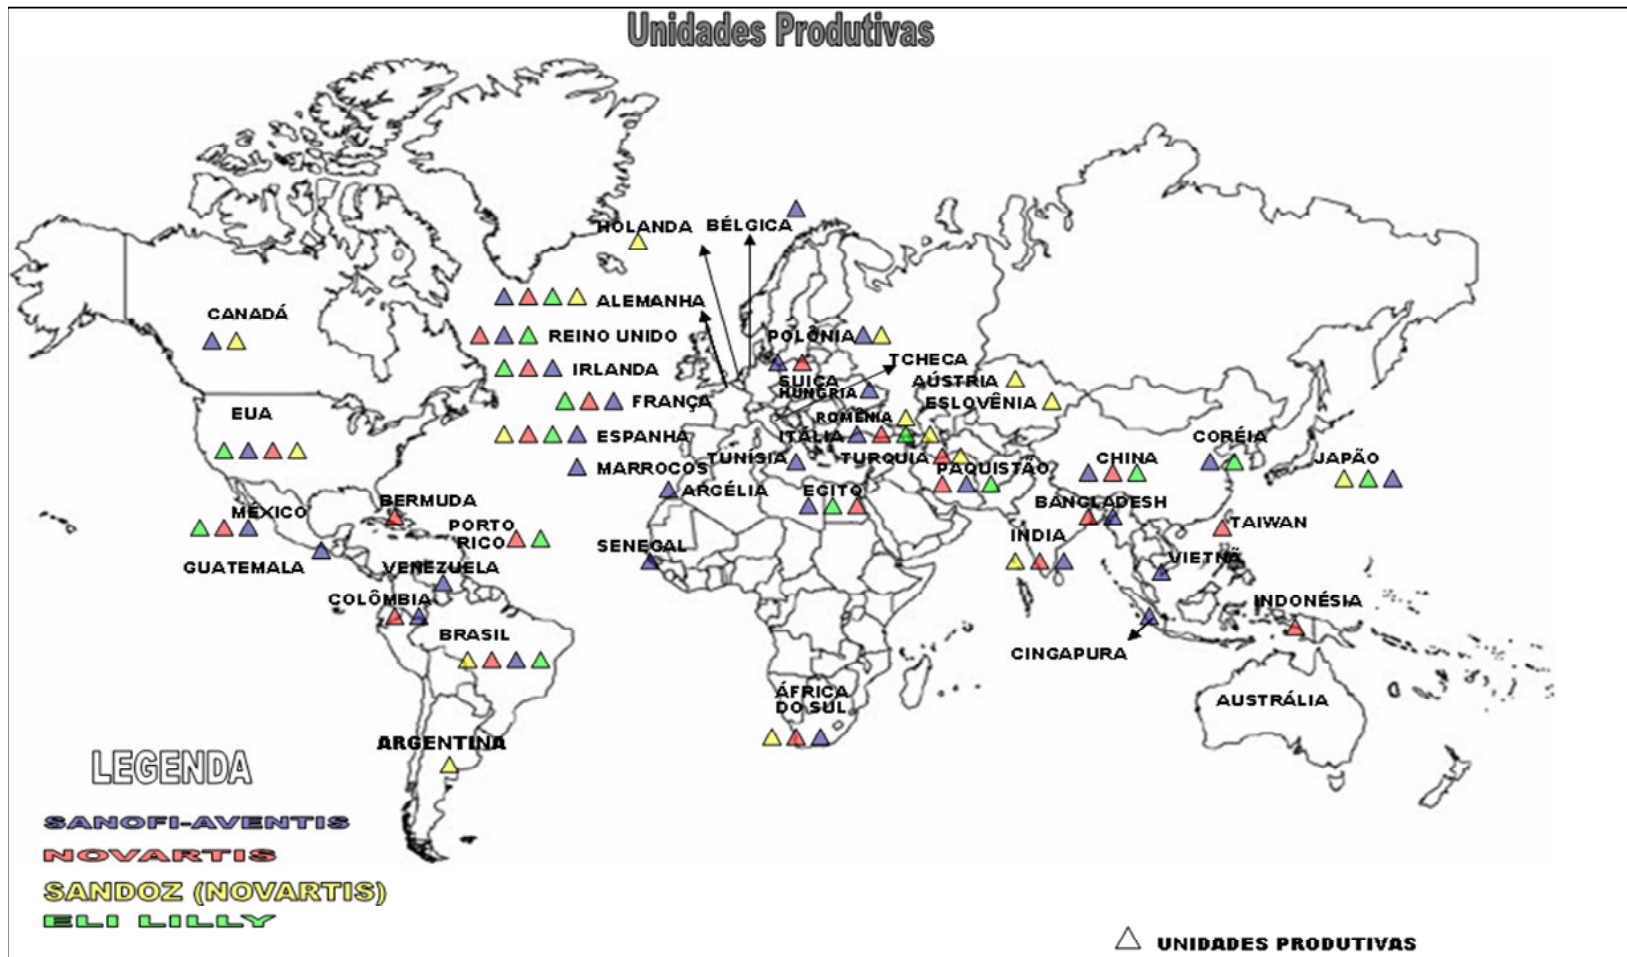 Unidades Produtivas
HOLANDA
BÉLGICA
CANADÁ
ALEMANHA
REINO UNIDO
POLÔNIA
TCHECA
IRLANDA
SUIÇA
AÚSTRIA
HUNGRIA
FRANÇA
ESLOVÊNIA
EUA
ROMÊNIA
ESPANHA
ITÁLIA
CORÉIA
MARROCOS
TUNÍSIA
TURQUIA
PAQUISTÃO
CHINA
JAPÃO
ARGÉLIA
EGITO
BERMUDA
BANGLADESH
MÉXICO
PORTO
RICO
TAIWAN
INDIA
SENEGAL
GUATEMALA
VENEZUELA
VIETNÃ
COLÔMBIA
INDONÉSIA
BRASIL
CINGAPURA
ÁFRICA
DO SUL
AUSTRÁLIA
ARGENTINA
LEGENDA
SANOFI-AVENTIS
NOVARTIS
SANDOZ (NOVARTIS)
ELI LILLY
UNIDADES PRODUTIVAS